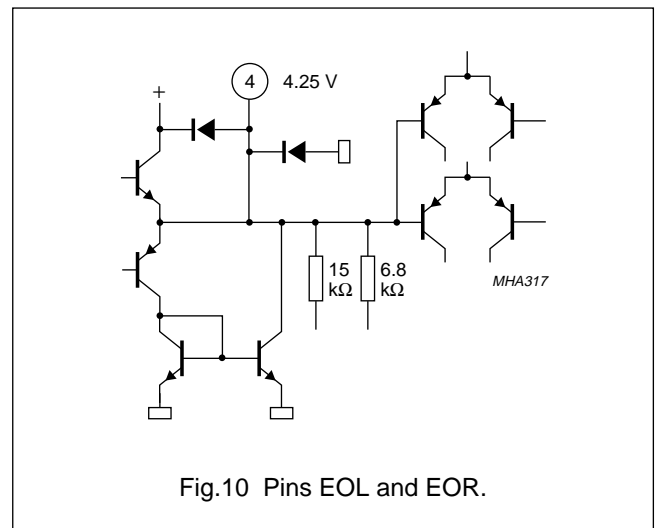 +
4 4.25 V
15 kΩ
6.8 kΩ
MHA317
Fig.10 Pins EOL and EOR.